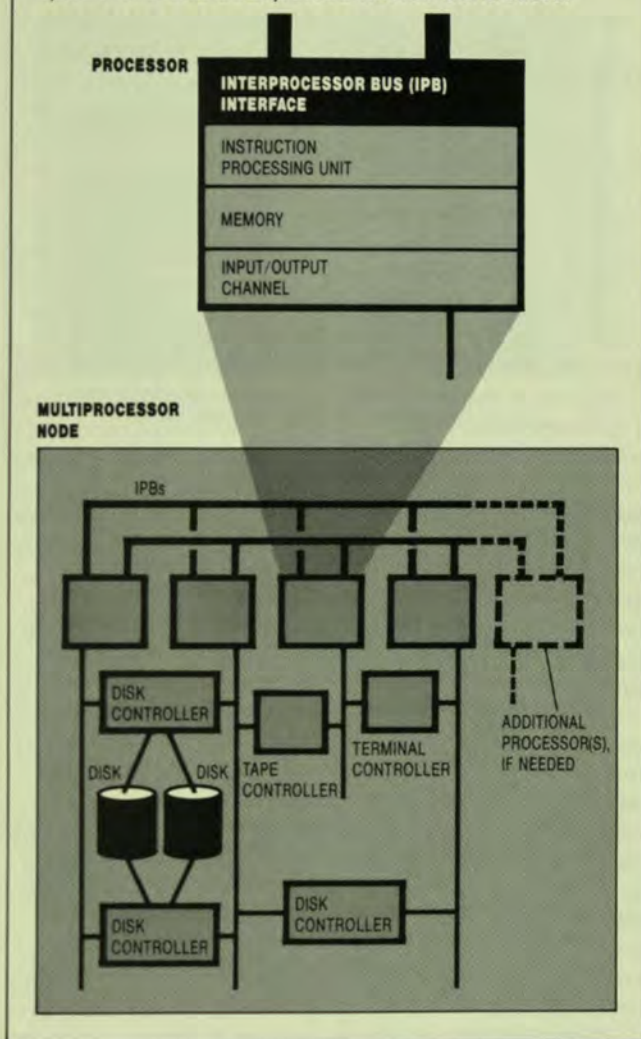 PROCESSOR
INTERPROCESSOR BUS (IPB)
INTERFACE
INSTRUCTION
PROCESSING UNIT
MEMORY
INPUT/OUTPUT
CHANNEL
MULTIPROCESSOR
NODE
IPBs
DISK
CONTROLLER
TAPE
CONTROLLER
TERMINAL
CONTROLLER
ADDITIONAL
PROCESSOR(S),
IF NEEDED
DISK
DISK
DISK
CONTROLLER
DISK
CONTROLLER